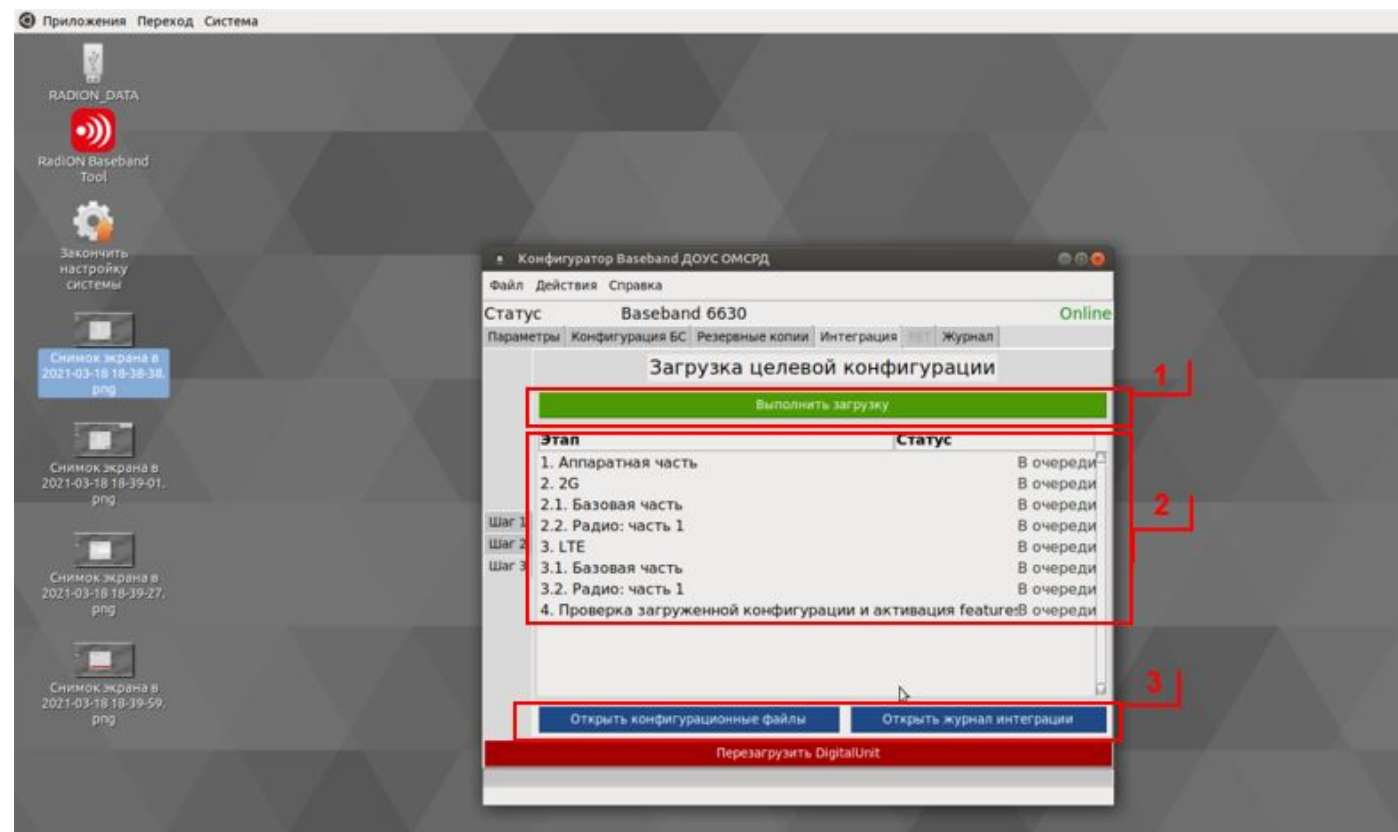 Приложения Переход Система
RADION_DATA
RadiON Baseband
Tool
Закончить
настройку
системы
Снимок экрана в
2021-03-18 18-38-38.
png
Снимок экрана в
2021-03-18 18-39-01.
png
Снимок экрана в
2021-03-18 18-39-27.
png
Снимок экрана в
2021-03-18 18-39-59.
png
Конфигуратор Baseband ДОУС ОМСРД
Файл Действия Справка
Статус Baseband 6630 Online
Параметры Конфигурация БС Резервные копии Интеграция Журнал
Загрузка целевой конфигурации
1
Выполнить загрузку
Этап Статус
1. Аппаратная часть В очереди
2. 2G В очереди
2.1. Базовая часть В очереди
2
Шаг 1
2.2. Радио: часть 1 В очереди
Шаг 2
3. LTE В очереди
Шаг 3
3.1. Базовая часть В очереди
3.2. Радио: часть 1 В очереди
4. Проверка загруженной конфигурации и активация feature: В очереди
3
Открыть конфигурационные файлы Открыть журнал интеграции
Перезагрузить DigitalUnit